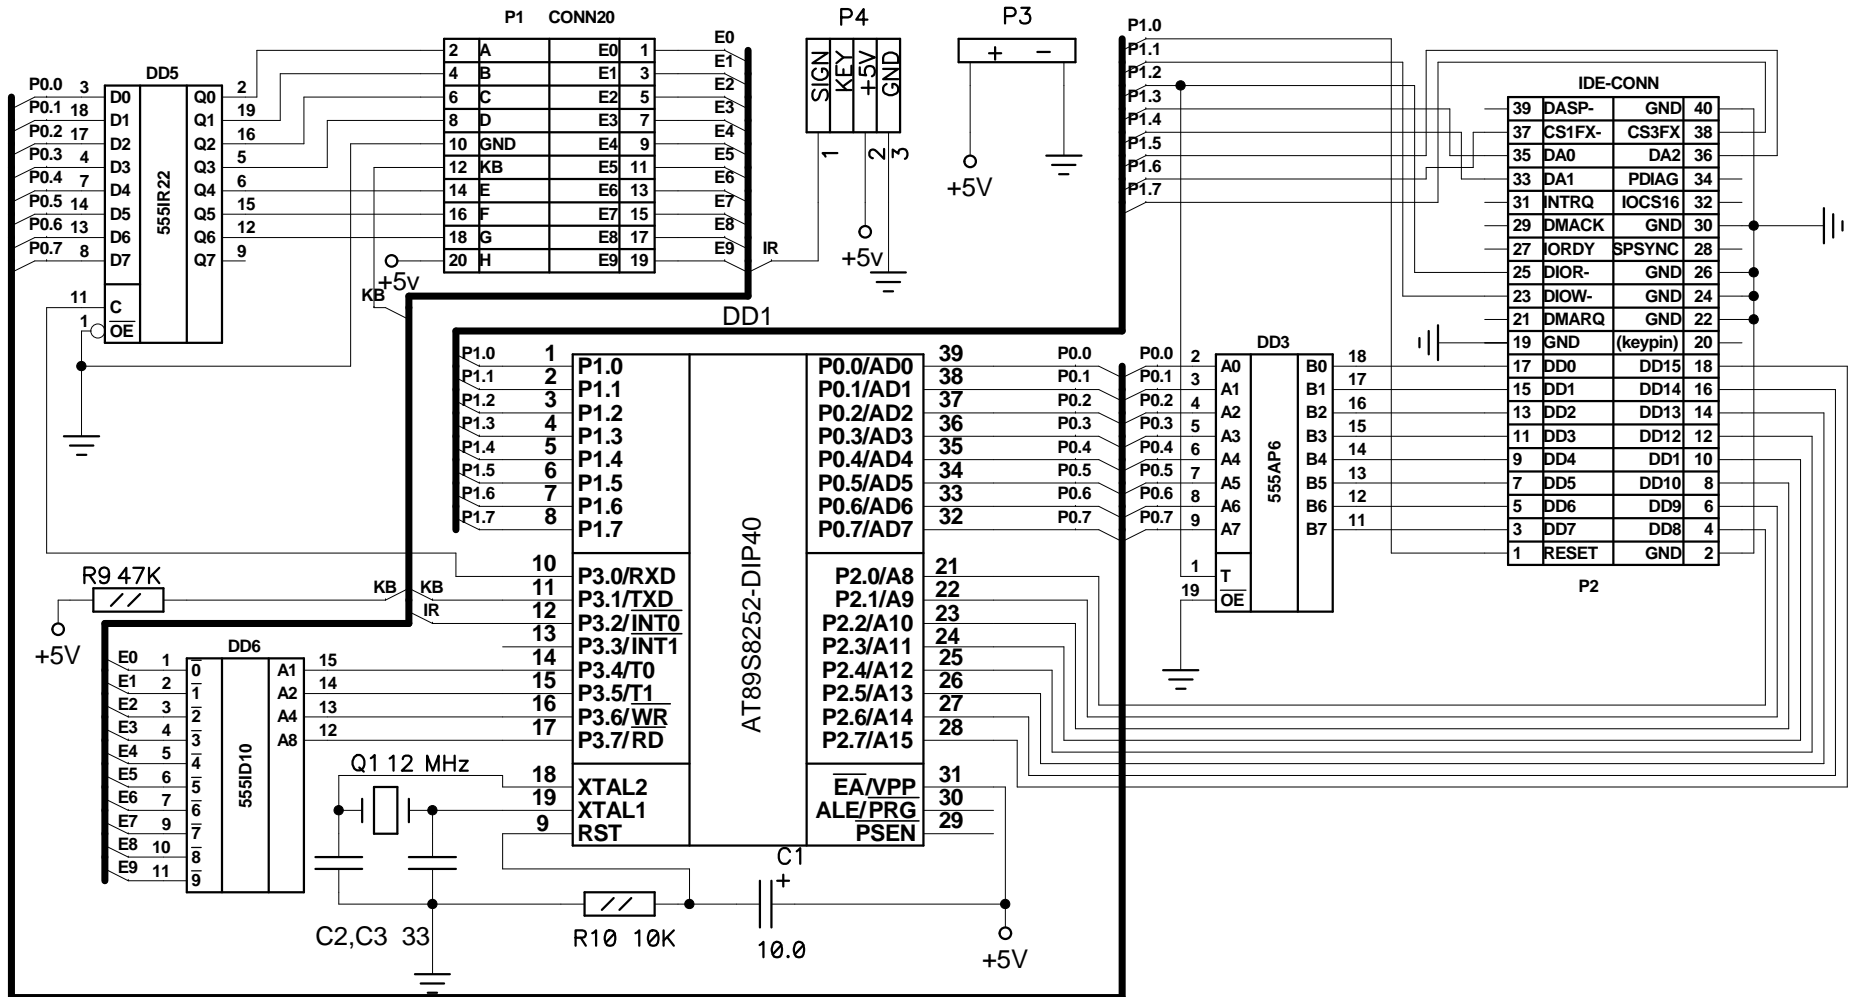 P1 CONN20
2 A E0 1
4 B E1 3
6 C E2 5
8 D E3 7
10 GND E4 9
12 KB E5 11
14 E E6 13
16 F E7 15
18 G E8 17
20 H E9 19
E0
E1
E2
E3
E4
E5
E6
E7
E8
E9
IR
+5v
KB
DD5
555IR22
P0.0 3 D0 Q0 2
P0.1 18 D1 Q1 19
P0.2 17 D2 Q2 16
P0.3 4 D3 Q3 5
P0.4 7 D4 Q4 6
P0.5 14 D5 Q5 15
P0.6 13 D6 Q6 12
P0.7 8 D7 Q7 9
11 C
1 OE
P4
SIGN
KEY
+5V
GND
1
2
3
+5v
P3
+ -
+5V
P1.0
P1.1
P1.2
P1.3
P1.4
P1.5
P1.6
P1.7
IDE-CONN
39 DASP- GND 40
37 CS1FX- CS3FX 38
35 DA0 DA2 36
33 DA1 PDIAG 34
31 INTRQ IOCS16 32
29 DMACK GND 30
27 IORDY SPSYNC 28
25 DIOR- GND 26
23 DIOW- GND 24
21 DMARQ GND 22
19 GND (keypin) 20
17 DD0 DD15 18
15 DD1 DD14 16
13 DD2 DD13 14
11 DD3 DD12 12
9 DD4 DD1 10
7 DD5 DD10 8
5 DD6 DD9 6
3 DD7 DD8 4
1 RESET GND 2
P2
DD1
AT89S8252-DIP40
P1.0 1 P1.0 P0.0/AD0 39 P0.0
P1.1 2 P1.1 P0.1/AD1 38 P0.1
P1.2 3 P1.2 P0.2/AD2 37 P0.2
P1.3 4 P1.3 P0.3/AD3 36 P0.3
P1.4 5 P1.4 P0.4/AD4 35 P0.4
P1.5 6 P1.5 P0.5/AD5 34 P0.5
P1.6 7 P1.6 P0.6/AD6 33 P0.6
P1.7 8 P1.7 P0.7/AD7 32 P0.7
10 P3.0/RXD P2.0/A8 21
KB KB 11 P3.1/TXD P2.1/A9 22
IR 12 P3.2/INT0 P2.2/A10 23
13 P3.3/INT1 P2.3/A11 24
14 P3.4/T0 P2.4/A12 25
15 P3.5/T1 P2.5/A13 26
16 P3.6/WR P2.6/A14 27
17 P3.7/RD P2.7/A15 28
18 XTAL2 EA/VPP 31
19 XTAL1 ALE/PRG 30
9 RST PSEN 29
DD3
555AP6
P0.0 2 A0 B0 18
P0.1 3 A1 B1 17
P0.2 4 A2 B2 16
P0.3 5 A3 B3 15
P0.4 6 A4 B4 14
P0.5 7 A5 B5 13
P0.6 8 A6 B6 12
P0.7 9 A7 B7 11
1 T
19 OE
R9 47K
+5V
DD6
555ID10
E0 1 0 A1 15
E1 2 1 A2 14
E2 3 2 A4 13
E3 4 3 A8 12
E4 5 4
E5 6 5
E6 7 6
E7 9 7
E8 10 8
E9 11 9
Q1 12 MHz
C2,C3 33
R10 10K
C1
+
10.0
+5V